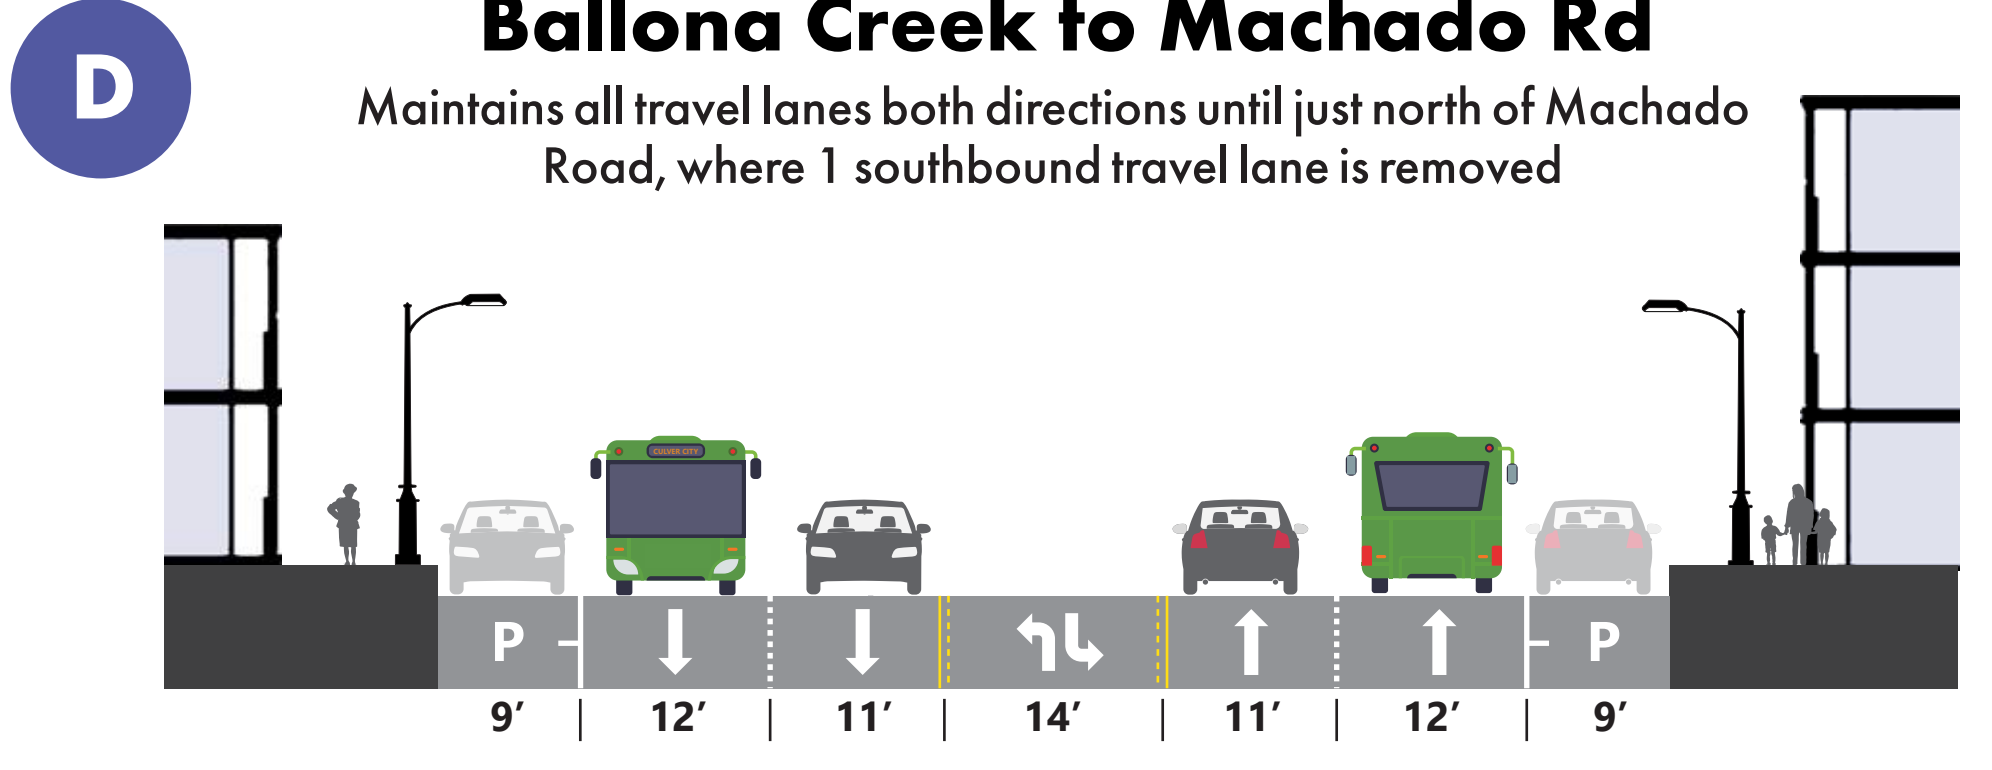 D
Ballona Creek to Machado Rd
Maintains all travel lanes both directions until just north of Machado
Road, where 1 southbound travel lane is removed
CULVER CITY
P P
9′ 12′ 11′ 14′ 11′ 12′ 9′